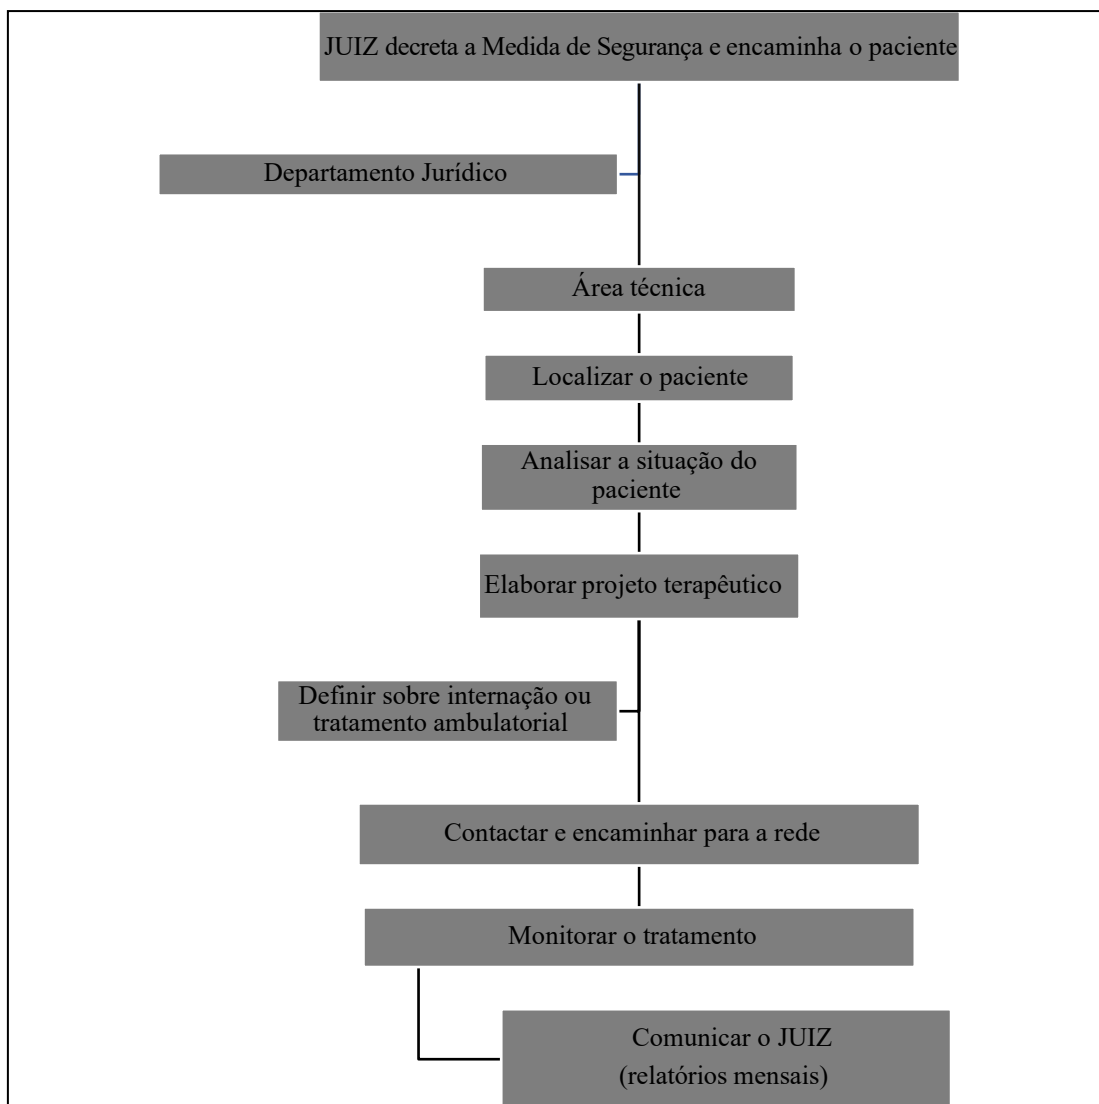 JUIZ decreta a Medida de Segurança e encaminha o paciente
Departamento Jurídico
Área técnica
Localizar o paciente
Analisar a situação do
paciente
Elaborar projeto terapêutico
Definir sobre internação ou
tratamento ambulatorial
Contactar e encaminhar para a rede
Monitorar o tratamento
Comunicar o JUIZ
(relatórios mensais)